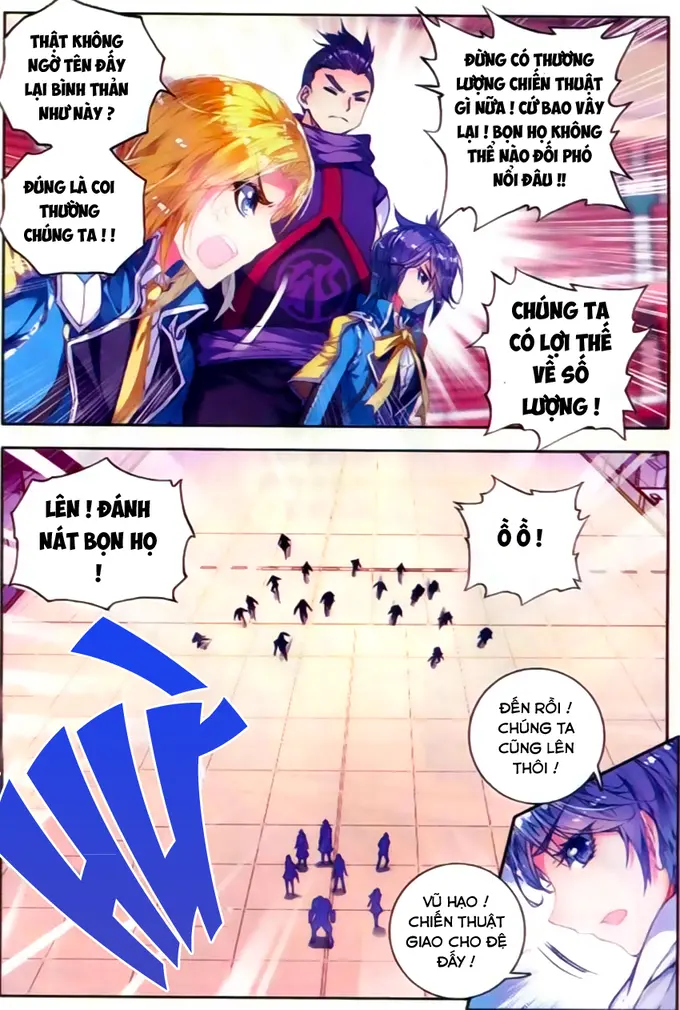 THẬT KHÔNG
NGỜ TÊN ĐẤY
LẠI BÌNH THẢN
NHƯ NÀY ?
ĐÚNG LÀ COI
THƯỜNG
CHÚNG TA ! !
ĐỪNG CÓ THƯƠNG
LƯỢNG CHIẾN THUẬT
GÌ NỮA ! CỨ BAO VÂY
LẠI ! BỌN HỌ KHÔNG
THỂ NÀO ĐỐI PHÓ
NỔI ĐÂU !!
CHÚNG TA
CÓ LỢI THẾ
VỀ SỐ
LƯỢNG !
邪
LÊN ! ĐÁNH
NÁT BỌN HỌ
!
Ồ Ồ !
ĐẾN RỒI !
CHÚNG TA
CŨNG LÊN
THÔI !
VŨ HẠO !
CHIẾN THUẬT
GIAO CHO ĐỆ
ĐẤY !